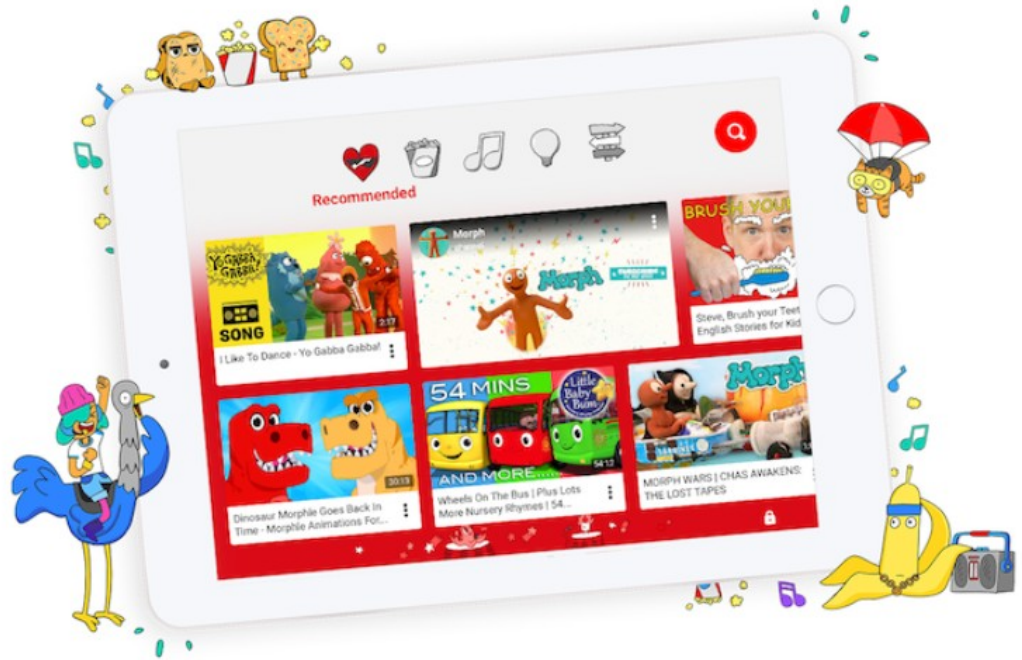 Recommended
YO GABBA
GABBA!
SONG
2:17
I Like To Dance - Yo Gabba Gabba!
Morph
Morph
BRUSH YOUR
Steve, Brush your Teet
English Stories for Kid
30:13
Dinosaur Morphle Goes Back In
Time - Morphle Animations For...
54 MINS
Little
Baby
Bum
AND MORE.....
54:12
Wheels On The Bus | Plus Lots
More Nursery Rhymes | 54...
Morph
MORPH WARS | CHAS AWAKENS:
THE LOST TAPES